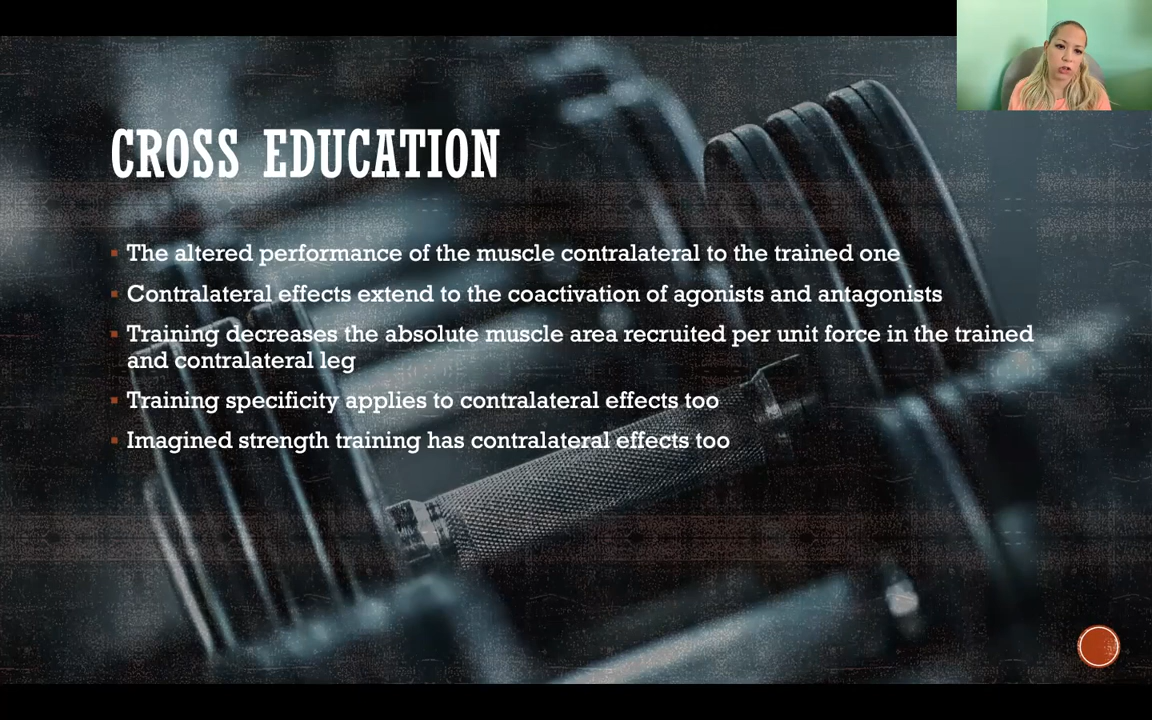 CROSS EDUCATION
The altered performance of the muscle contralateral to the trained one
Contralateral effects extend to the coactivation of agonists and antagonists
Training decreases the absolute muscle area recruited per unit force in the trained
and contralateral leg
Training specificity applies to contralateral effects too
Imagined strength training has contralateral effects too